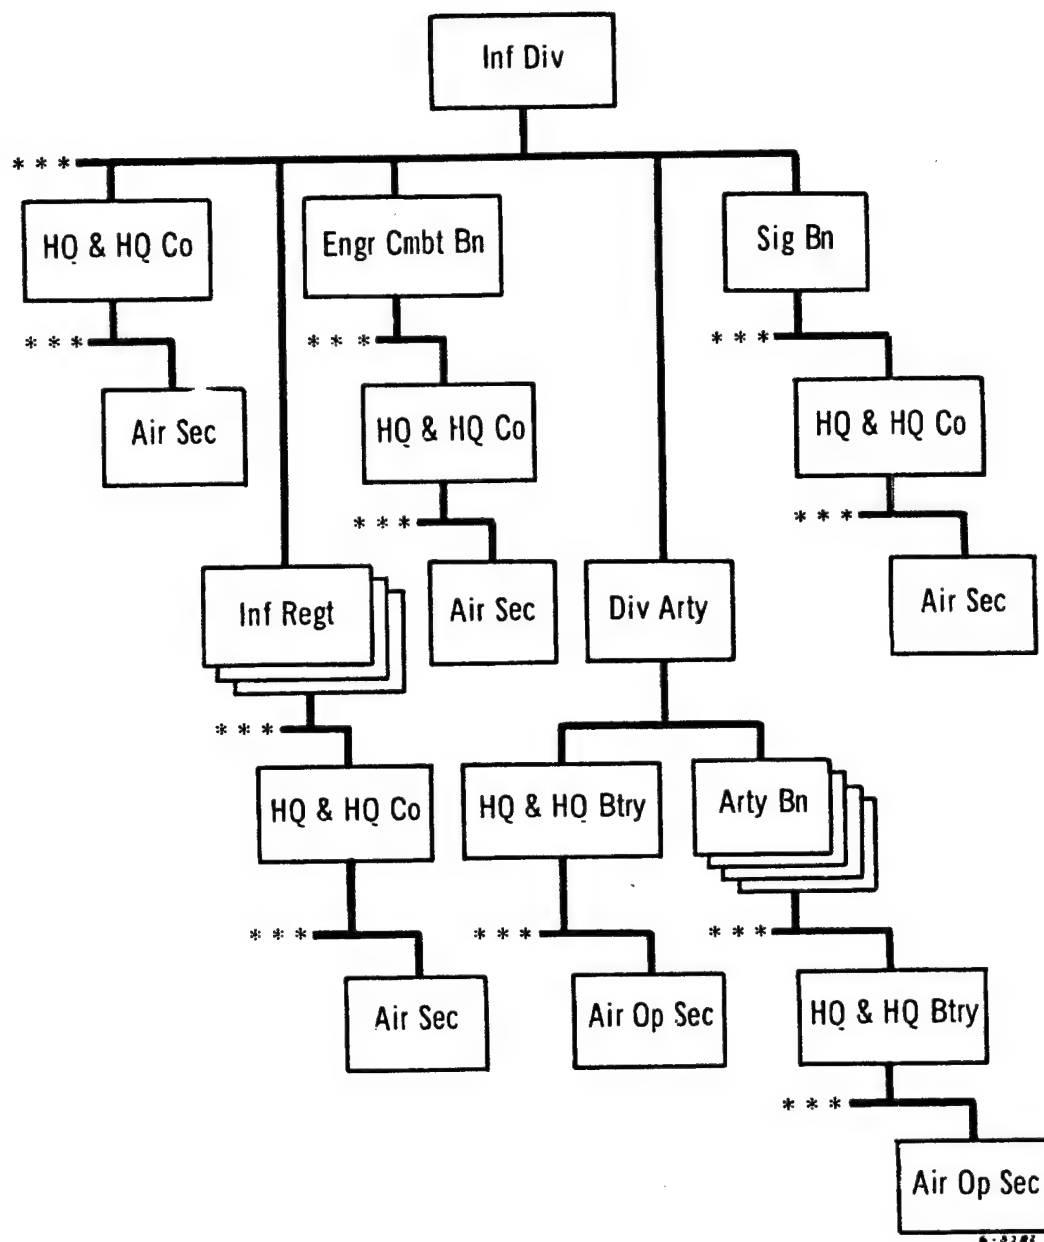 Inf Div
* * *
HQ & HQ Co
Engr Cmbt Bn
Sig Bn
* * *
* * *
* * *
Air Sec
HQ & HQ Co
HQ & HQ Co
* * *
* * *
Inf Regt
Air Sec
Div Arty
Air Sec
* * *
HQ & HQ Co
HQ & HQ Btry
Arty Bn
* * *
* * *
* * *
Air Sec
Air Op Sec
HQ & HQ Btry
* * *
Air Op Sec